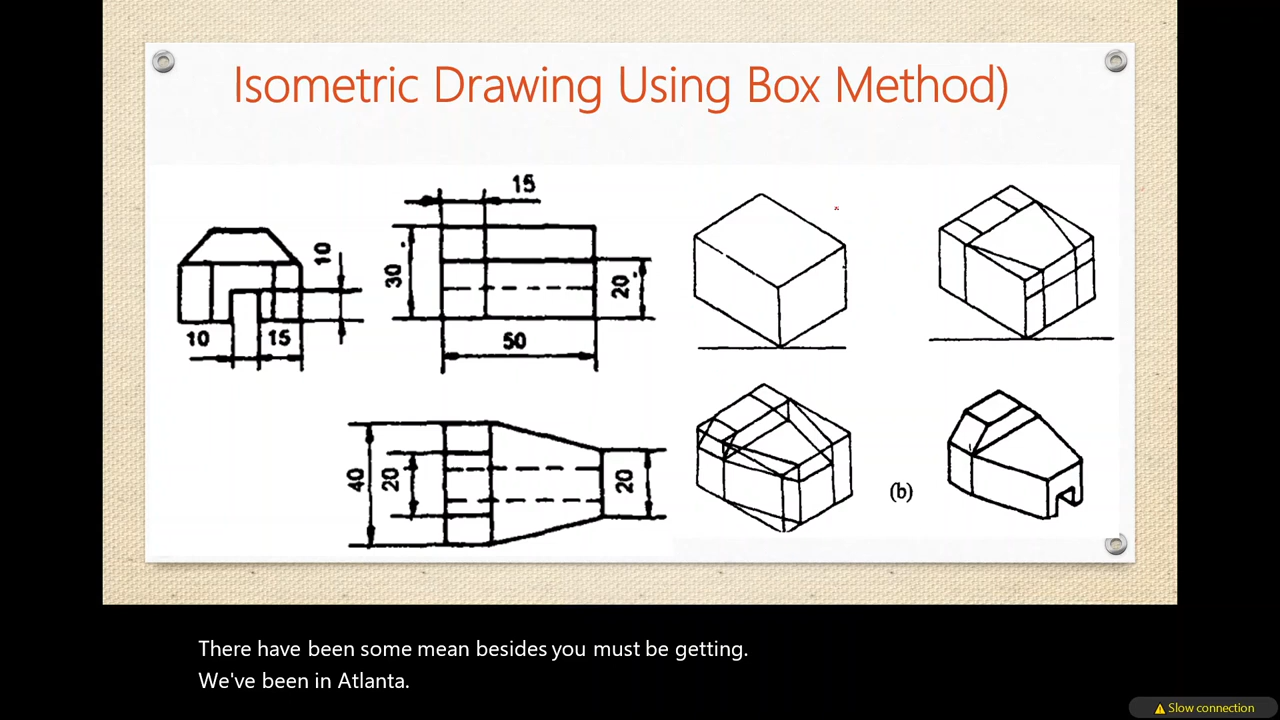 Isometric Drawing Using Box Method)
15
10
30
20
10
15
50
40
20
20
(b)
There have been some mean besides you must be getting.
We've been in Atlanta.
Slow connection